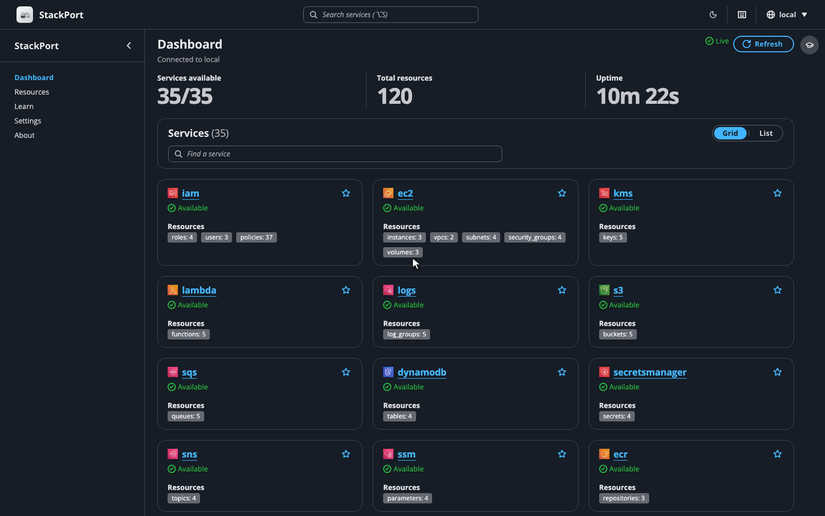 StackPort
Search services (⌥S)
local
StackPort
Dashboard
Resources
Learn
Settings
About
Dashboard
Connected to local
Live
Refresh
Services available
35/35
Total resources
120
Uptime
10m 22s
Services (35)
Grid
List
Find a service
iam
Available
Resources
roles: 4 users: 3 policies: 37
ec2
Available
Resources
instances: 3 vpcs: 2 subnets: 4 security_groups: 4
volumes: 3
kms
Available
Resources
keys: 5
lambda
Available
Resources
functions: 5
logs
Available
Resources
log_groups: 5
s3
Available
Resources
buckets: 5
sqs
Available
Resources
queues: 5
dynamodb
Available
Resources
tables: 4
secretsmanager
Available
Resources
secrets: 4
sns
Available
Resources
topics: 4
ssm
Available
Resources
parameters: 4
ecr
Available
Resources
repositories: 3